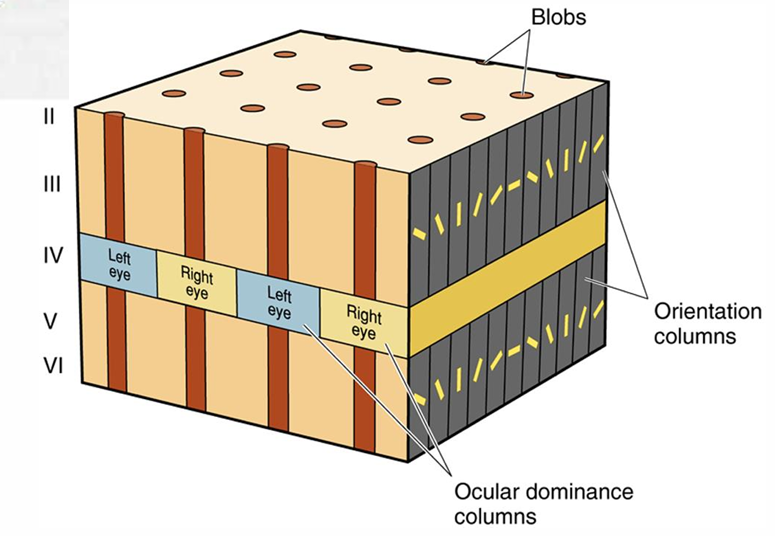 Blobs
II
III
IV
V
VI
Left
eye
Right
eye
Left
eye
Right
eye
Orientation
columns
Ocular dominance
columns